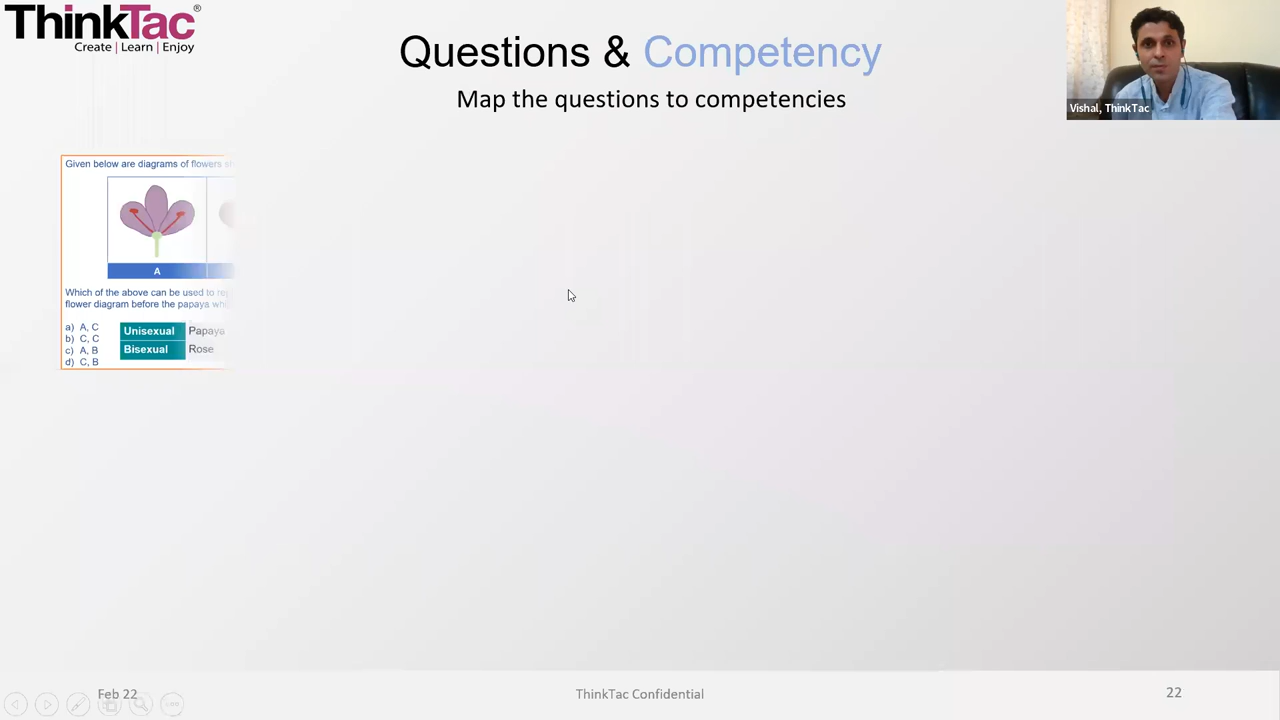 ThinkTac®
Create | Learn | Enjoy
Questions & Competency
Map the questions to competencies
Vishal, ThinkTac
Given below are diagrams of flowers
A
Which of the above can be used to
flower diagram before the papaya
a) A, C
b) C, C
c) A, B
d) C, B
Unisexual Papaya
Bisexual Rose
Feb 22
ThinkTac Confidential
22